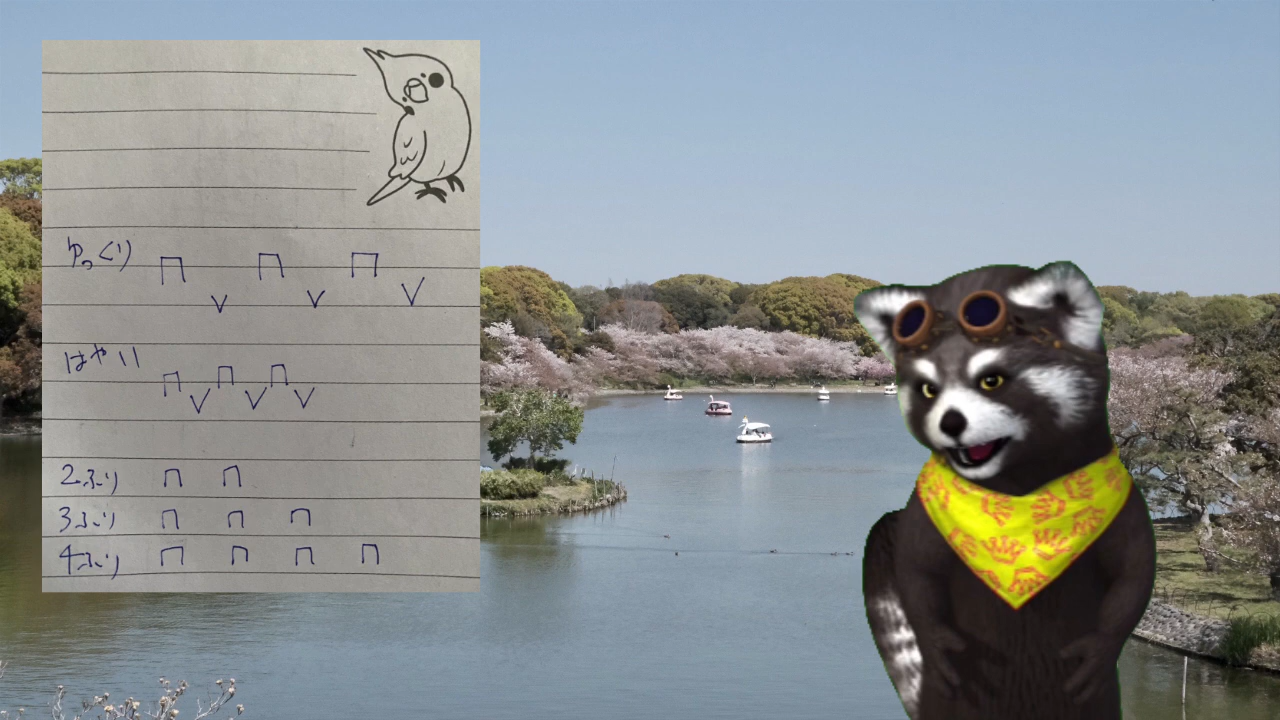 ゆっくり ∏ V ∏ V ∏ V
はやい ∏ V ∏ V ∏ V
2ふり ∏ ∏
3ふり ∏ ∏ ∏
4ふり ∏ ∏ ∏ ∏